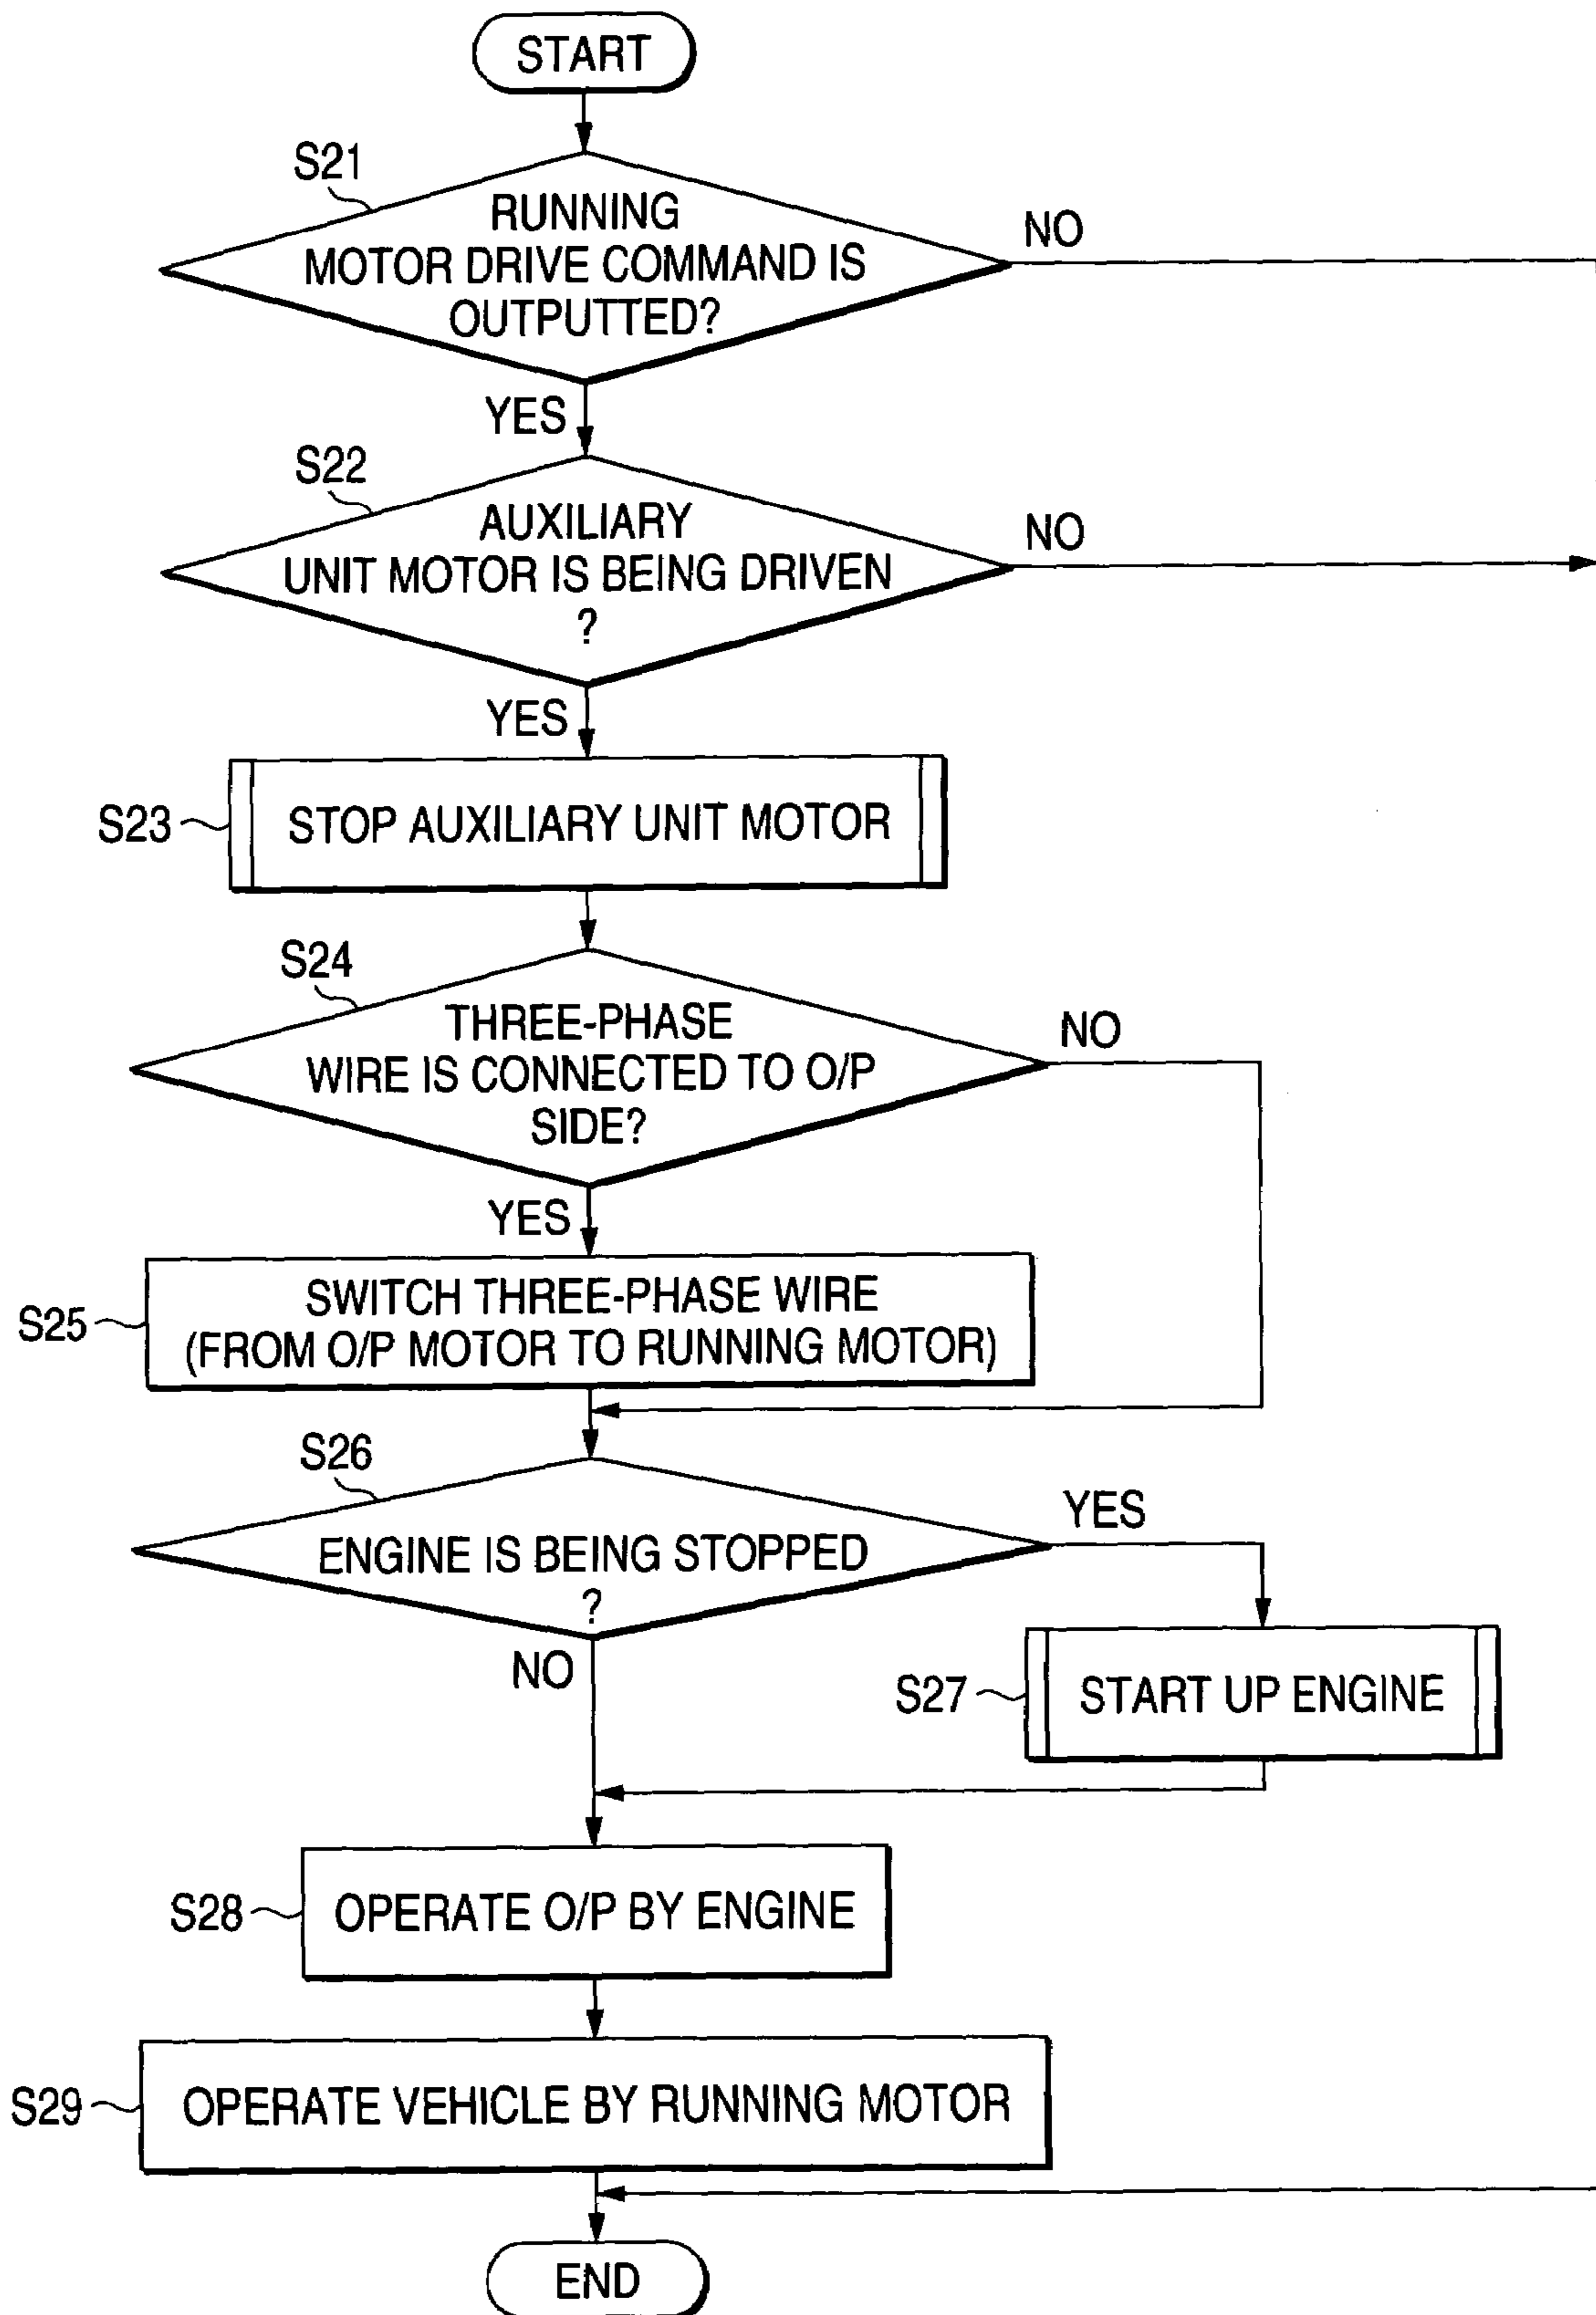 START
S21
RUNNING
MOTOR DRIVE COMMAND IS
OUTPUTTED?
NO
YES
S22
AUXILIARY
UNIT MOTOR IS BEING DRIVEN
?
NO
YES
S23
STOP AUXILIARY UNIT MOTOR
S24
THREE-PHASE
WIRE IS CONNECTED TO O/P
SIDE?
NO
YES
S25
SWITCH THREE-PHASE WIRE
(FROM O/P MOTOR TO RUNNING MOTOR)
S26
ENGINE IS BEING STOPPED
?
YES
NO
S27
START UP ENGINE
S28
OPERATE O/P BY ENGINE
S29
OPERATE VEHICLE BY RUNNING MOTOR
END